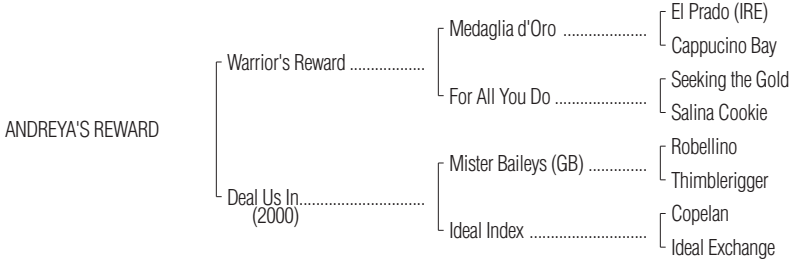 El Prado (IRE)
Medaglia d'Oro .....................
Cappucino Bay
Warrior's Reward ..................
Seeking the Gold
For All You Do ......................
Salina Cookie
ANDREYA'S REWARD
Robellino
Mister Baileys (GB) ..............
Thimblerigger
Deal Us In..............................
(2000)
Copelan
Ideal Index ............................
Ideal Exchange